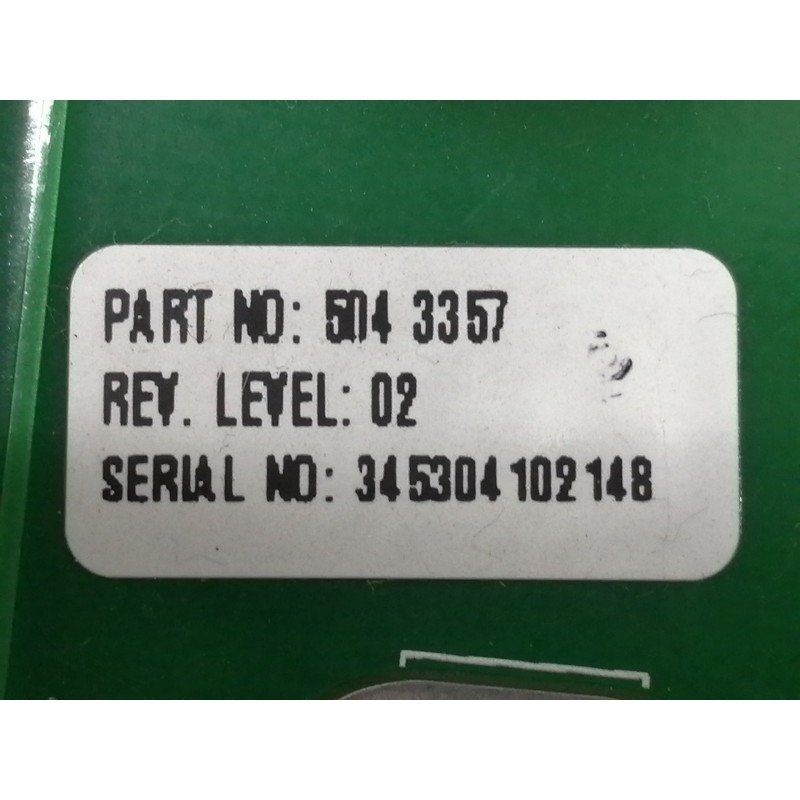 PART NO: 504 3357
REV. LEVEL: 02
SERIAL NO: 345304102148